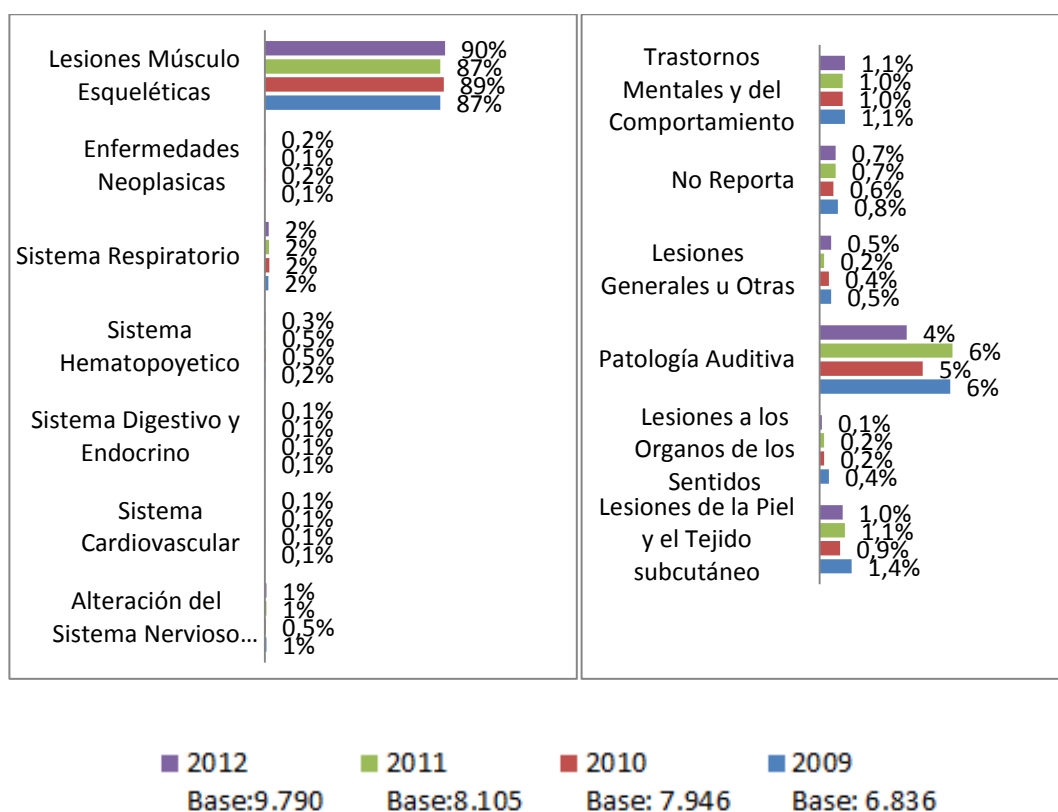 Lesiones Músculo
Esqueléticas
90%
87%
89%
87%
Enfermedades
Neoplasicas
0,2%
0,1%
0,2%
0,1%
Sistema Respiratorio
2%
2%
2%
2%
Sistema
Hematopoyetico
0,3%
0,5%
0,5%
0,2%
Sistema Digestivo y
Endocrino
0,1%
0,1%
0,1%
0,1%
Sistema
Cardiovascular
0,1%
0,1%
0,1%
0,1%
Alteración del
Sistema Nervioso...
1%
1%
0,5%
1%
Trastornos
Mentales y del
Comportamiento
1,1%
1,0%
1,0%
1,1%
No Reporta
0,7%
0,7%
0,6%
0,8%
Lesiones
Generales u Otras
0,5%
0,2%
0,4%
0,5%
Patología Auditiva
4%
6%
5%
6%
Lesiones a los
Organos de los
Sentidos
0,1%
0,2%
0,2%
0,4%
Lesiones de la Piel
y el Tejido
subcutáneo
1,0%
1,1%
0,9%
1,4%
2012
Base:9.790
2011
Base:8.105
2010
Base: 7.946
2009
Base: 6.836